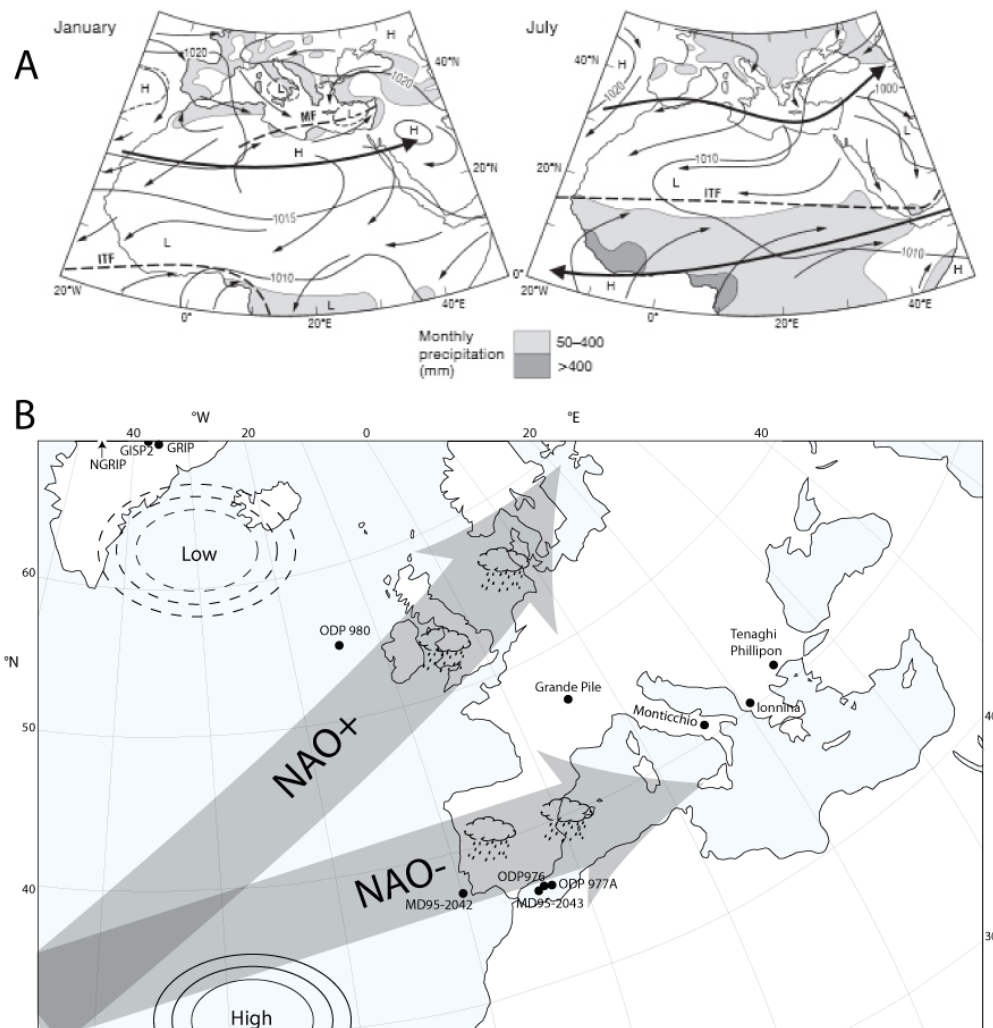 A
January
July
H
1020
40°N
H
1020
L
MF
L
H
H
20°N
1015
L
ITF
1010
L
20°W
0°
20°E
40°E
40°N
H
1020
1000
L
L
20°N
1010
L
ITF
1010
0°
H
H
20°W
0°
20°E
40°E
Monthly
precipitation
(mm)
50–400
>400
B
°W
°E
40
20
0
20
40
GISP2
GRIP
NGRIP
Low
60
ODP 980
°N
Tenaghi
Phillipon
Grande Pile
Monticchio
Ionnina
40
50
NAO+
NAO-
ODP976
ODP 977A
40
MD95-2042
MD95-2043
30
High